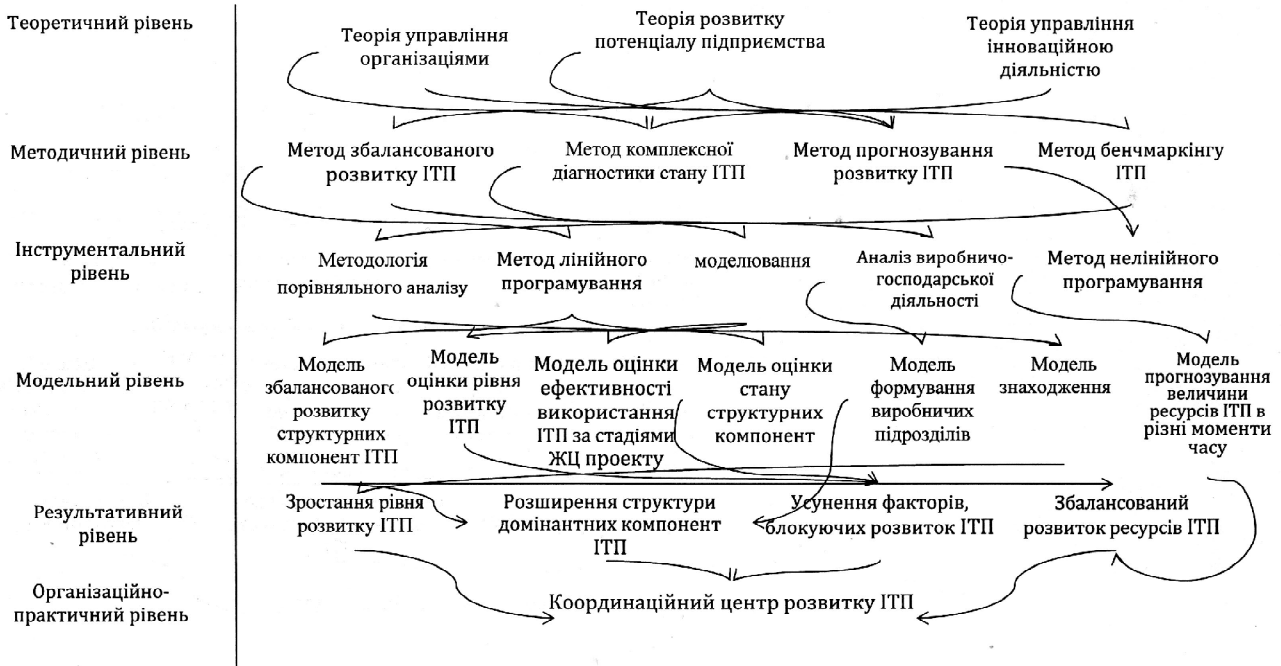 Теоретичний рівень
Теорія управління
організаціями
Теорія розвитку
потенціалу підприємства
Теорія управління
інноваційною
діяльністю
Методичний рівень
Метод збалансованого
розвитку ІТП
Метод комплексної
діагностики стану ІТП
Метод прогнозування
розвитку ІТП
Метод бенчмаркінгу
ІТП
Інструментальний
рівень
Методологія
порівняльного аналізу
Метод лінійного
програмування
моделювання
Аналіз виробничо-
господарської
діяльності
Метод нелінійного
програмування
Модельний рівень
Модель
збалансованого
розвитку
структурних
компонент ІТП
Модель
оцінки рівня
розвитку
ІТП
Модель оцінки
ефективності
використання
ІТП за стадіями
ЖЦ проекту
Модель оцінки
стану
структурних
компонент
Модель
формування
виробничих
підрозділів
Модель
знаходження
Модель
прогнозування
величини
ресурсів ІТП в
різні моменти
часу
Результативний
рівень
Зростання рівня
розвитку ІТП
Розширення структури
домінантних компонент
ІТП
Усунення факторів,
блокуючих розвиток ІТП
Збалансований
розвиток ресурсів ІТП
Організаційно-
практичний рівень
Координаційний центр розвитку ІТП